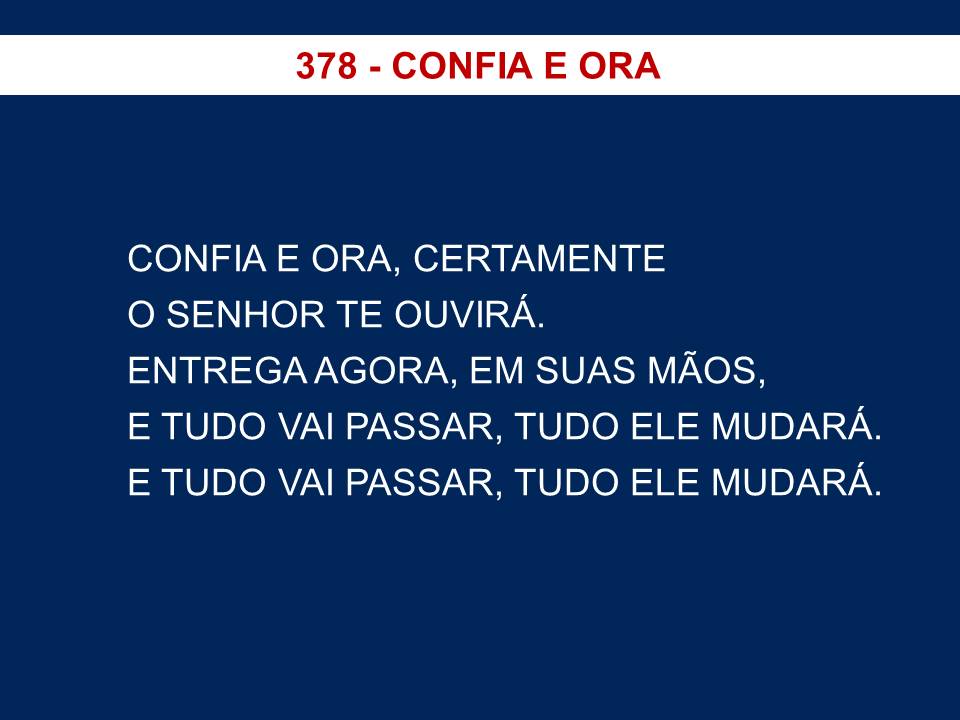 378 - CONFIA E ORA
CONFIA E ORA, CERTAMENTE
O SENHOR TE OUVIRÁ.
ENTREGA AGORA, EM SUAS MÃOS,
E TUDO VAI PASSAR, TUDO ELE MUDARÁ.
E TUDO VAI PASSAR, TUDO ELE MUDARÁ.